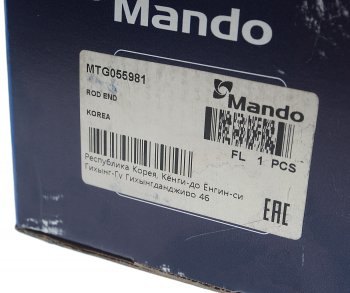 Mando
MTG055981
Mando
ROD END
KOREA
FL 1 PCS
Республика Корея, Кёнги-до Ёнгин-си
Гихынг-Гу Гихынгданджиро 46
EAC